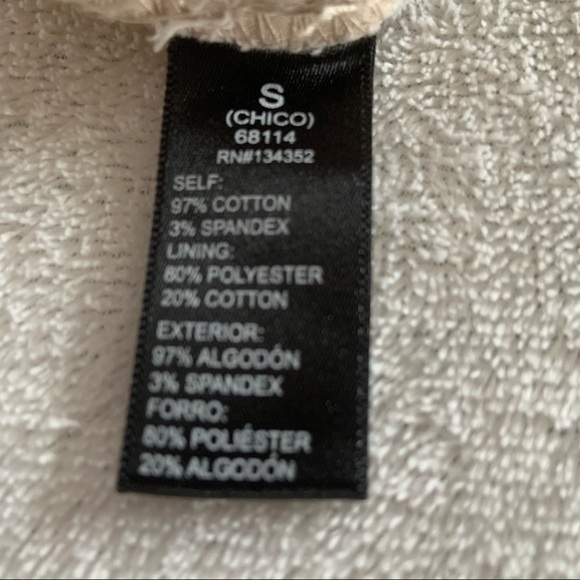 S
(CHICO)
68114
RN#134352
SELF:
97% COTTON
3% SPANDEX
LINING:
80% POLYESTER
20% COTTON
EXTERIOR:
97% ALGODÓN
3% SPANDEX
FORRO:
80% POLIÉSTER
20% ALGODÓN